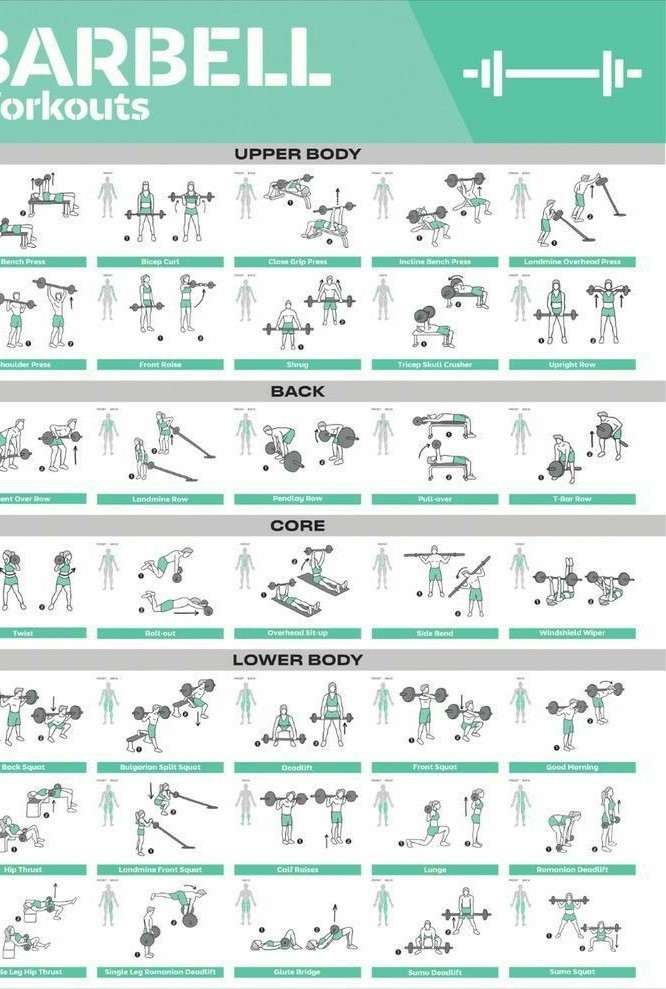 BARBELL
orkouts
UPPER BODY
Bench Press
Bicep Curl
Close Grip Press
Incline Bench Press
Landmine Overhead Press
houlder Press
Front Raise
Shrug
Tricep Skull Crusher
Upright Row
BACK
ent Over Row
Landmine Row
Pendlay Row
Pull-over
T-Bar Row
CORE
Twist
Roll-out
Overhead Sit-up
Side Bend
Windshield Wiper
LOWER BODY
Back Squat
Bulgarian Split Squat
Deadlift
Front Squat
Good Morning
Hip Thrust
Landmine Front Squat
Calf Raises
Lunge
Romanian Deadlift
le Leg Hip Thrust
Single Leg Romanian Deadlift
Glute Bridge
Sumo Deadlift
Sumo Squat